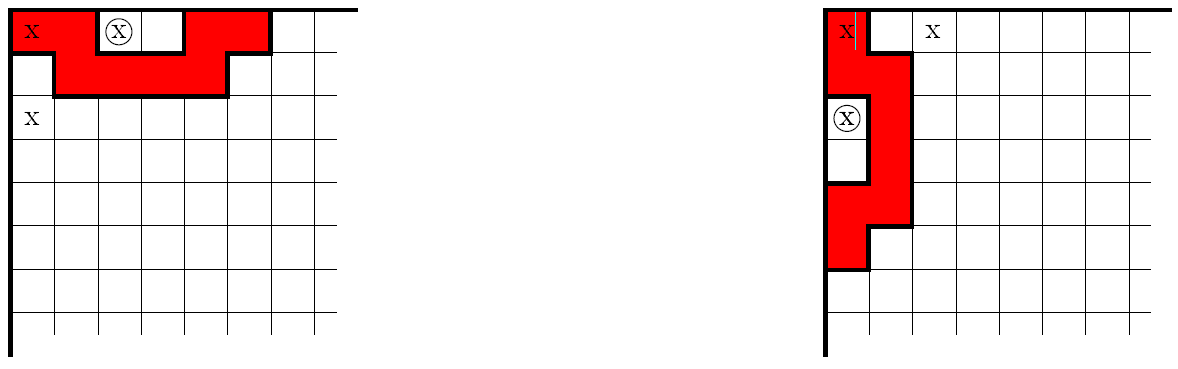 x ⓧ x x
x ⓧ